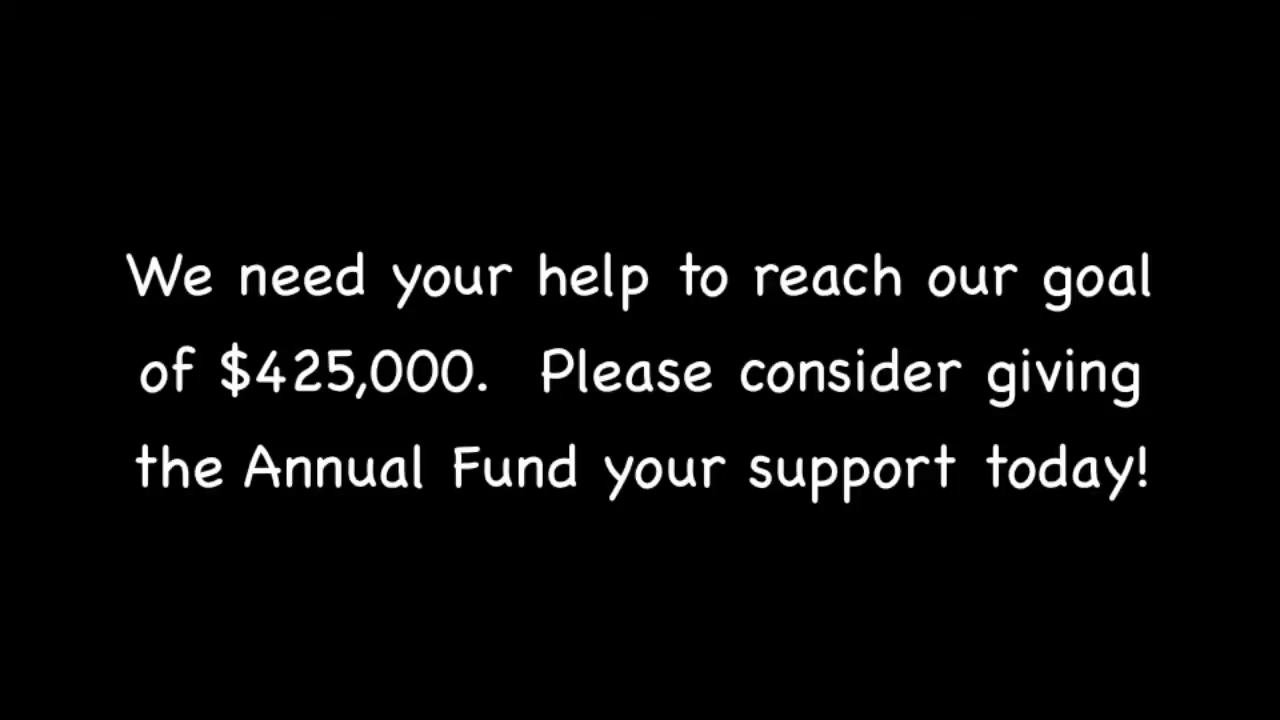 We need your help to reach our goal
of $425,000.  Please consider giving
the Annual Fund your support today!